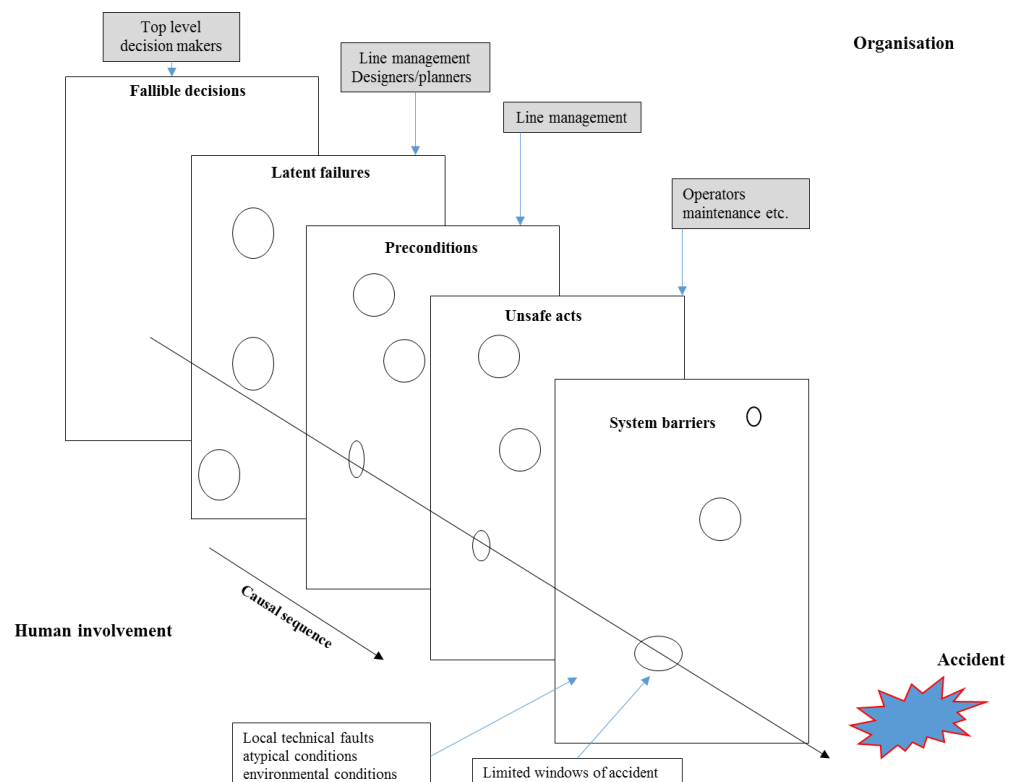 Top level
decision makers
Organisation
Line management
Designers/planners
Fallible decisions
Line management
Latent failures
Operators
maintenance etc.
Preconditions
Unsafe acts
System barriers
Causal sequence
Human involvement
Accident
Local technical faults
atypical conditions
environmental conditions
Limited windows of accident